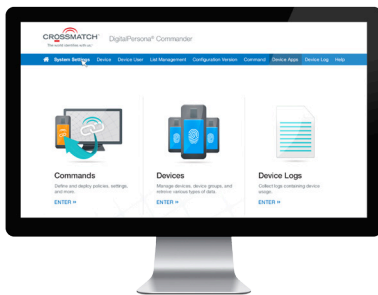 CROSSMATCH
The world identifies with us.
DigitalPersona® Commander
System Settings Device Device User List Management Configuration Version Command Device Apps Device Log Help
Commands Devices Device Logs
Define and deploy policies, settings, Manage devices, device groups, and Collect logs containing device
and more. retrieve various types of data. usage.
ENTER » ENTER » ENTER »